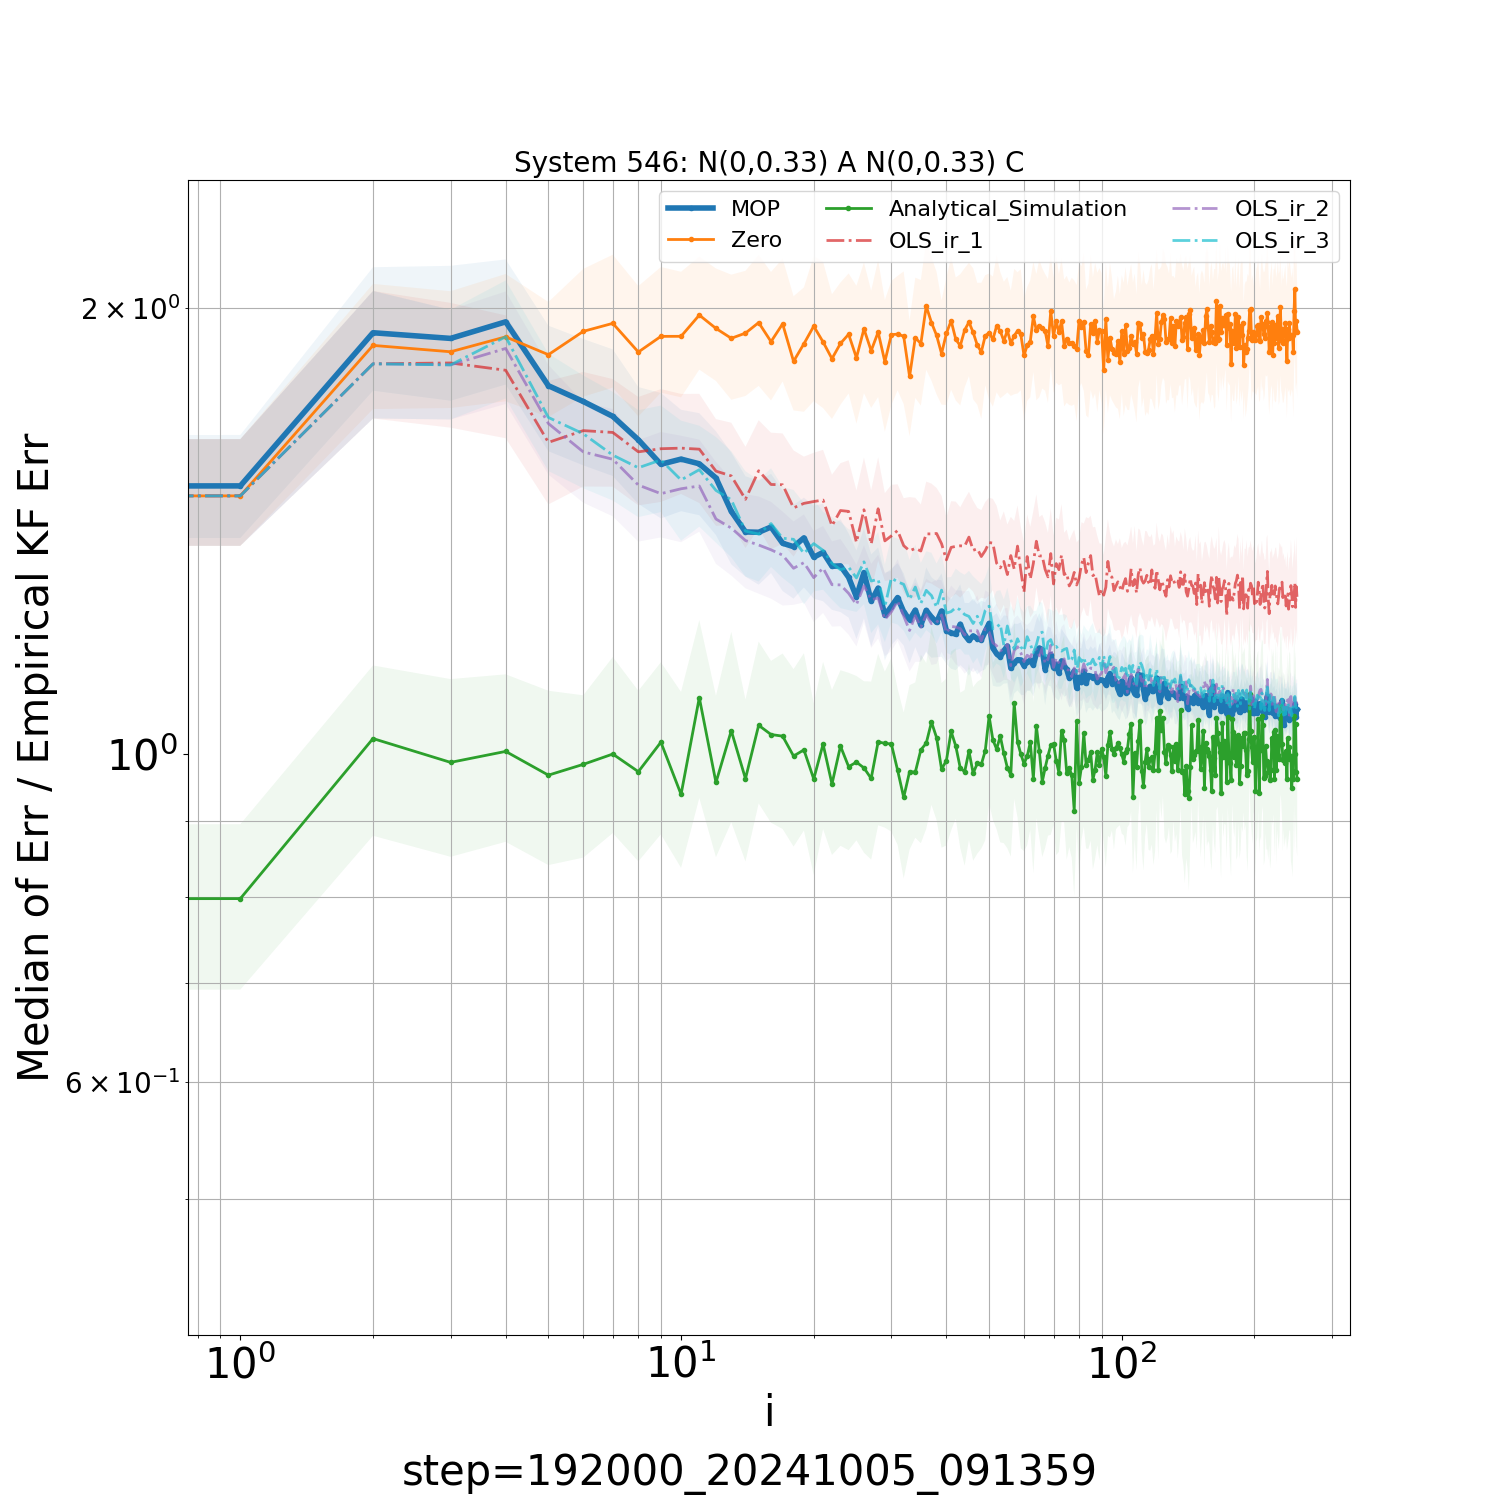 System 546: N(0,0.33) A N(0,0.33) C
MOP
Zero
Analytical_Simulation
OLS_ir_1
OLS_ir_2
OLS_ir_3
Median of Err / Empirical KF Err
2 × 10⁰
10⁰
6 × 10⁻¹
10⁰
10¹
10²
i
step=192000_20241005_091359